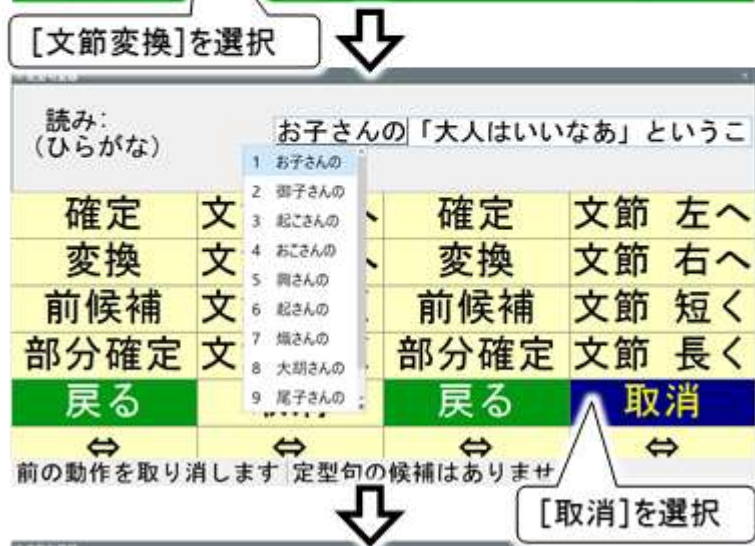 [文節変換]を選択
読み:
(ひらがな)
お子さんの「大人はいいなあ」というこ
1 お子さんの
2 御子さんの
3 起こさんの
4 おこさんの
5 興さんの
6 起さんの
7 熾さんの
8 大胡さんの
9 尾子さんの
確定 文 へ 確定 文節 左へ
変換 文 変換 文節 右へ
前候補 文 前候補 文節 短く
部分確定 文 部分確定 文節 長く
戻る 戻る 取消
⇔ ⇔ ⇔ ⇔
前の動作を取り消します 定型句の候補はありませ
[取消]を選択